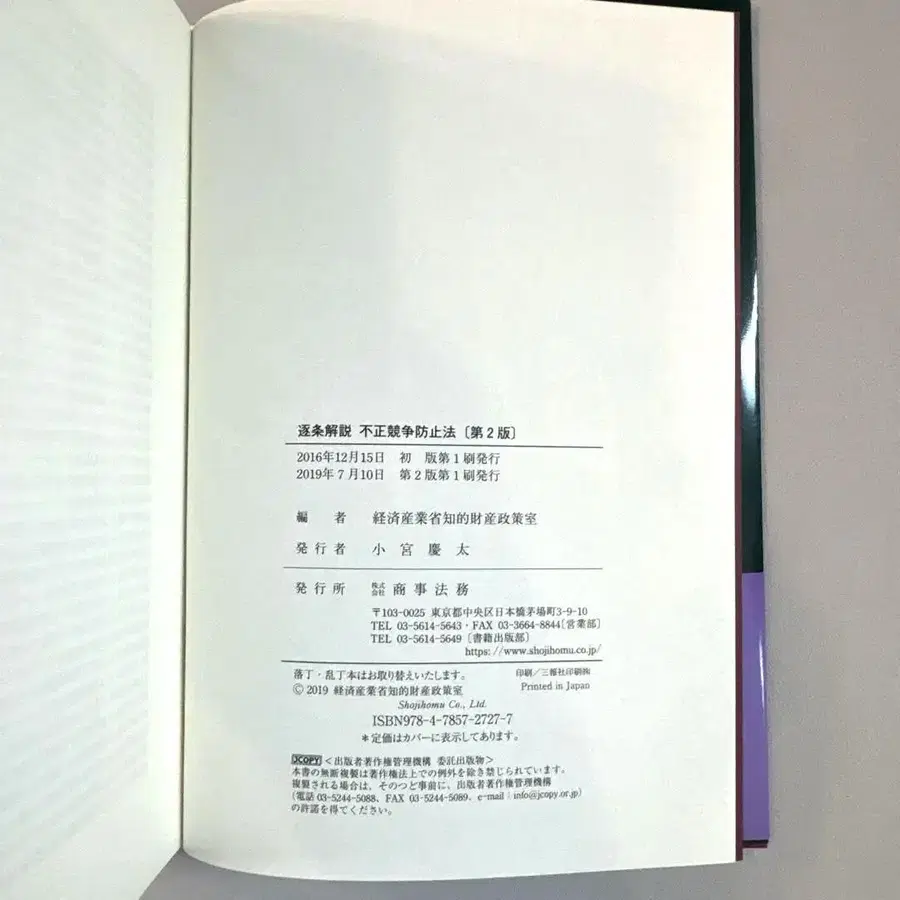 逐条解説 不正競争防止法〔第2版〕
2016年12月15日 初 版第1刷発行
2019年7月10日 第2版第1刷発行
編 者 経済産業省知的財産政策室
発行者 小宮慶太
発行所 株式会社 商事法務
〒103-0025 東京都中央区日本橋茅場町3-9-10
TEL 03-5614-5643・FAX 03-3664-8844〔営業部〕
TEL 03-5614-5649〔書籍出版部〕
https://www.shojihomu.co.jp/
落丁・乱丁本はお取り替えいたします。 印刷/三報社印刷㈱
© 2019 経済産業省知的財産政策室 Printed in Japan
Shojihomu Co., Ltd.
ISBN978-4-7857-2727-7
*定価はカバーに表示してあります。
JCOPY <出版者著作権管理機構 委託出版物>
本書の無断複製は著作権法上での例外を除き禁じられています。
複製される場合は、そのつど事前に、出版者著作権管理機構
(電話 03-5244-5088、FAX 03-5244-5089、e-mail : info@jcopy.or.jp)
の許諾を得てください。